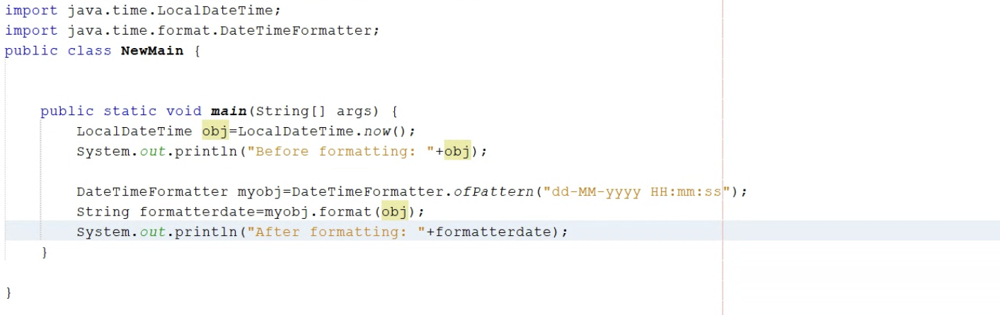 import java.time.LocalDateTime;
import java.time.format.DateTimeFormatter;
public class NewMain {
public static void main(String[] args) {
LocalDateTime obj=LocalDateTime.now();
System.out.println("Before formatting: "+obj);
DateTimeFormatter myobj=DateTimeFormatter.ofPattern("dd-MM-yyyy HH:mm:ss");
String formatterdate=myobj.format(obj);
System.out.println("After formatting: "+formatterdate);
}
}